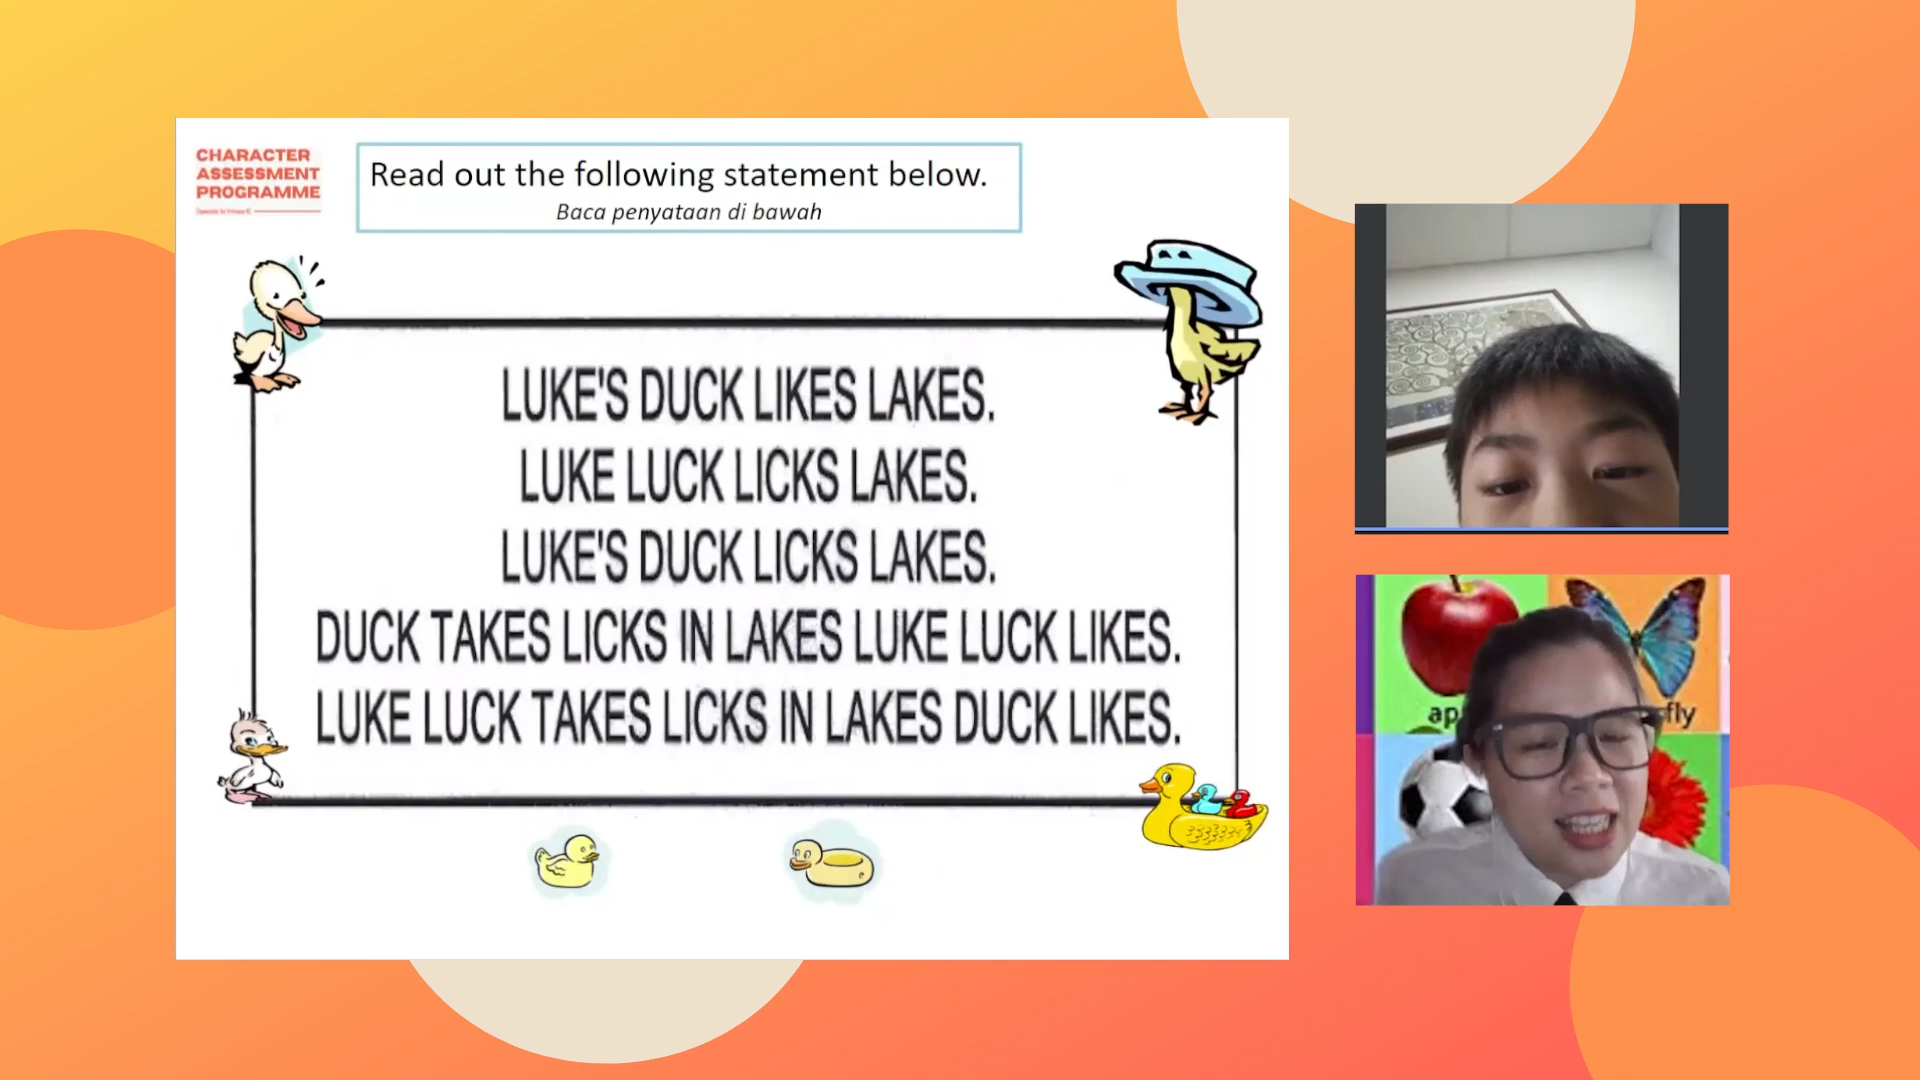 CHARACTER
ASSESSMENT
PROGRAMME
Read out the following statement below.
Baca penyataan di bawah
LUKE'S DUCK LIKES LAKES.
LUKE LUCK LICKS LAKES.
LUKE'S DUCK LICKS LAKES.
DUCK TAKES LICKS IN LAKES LUKE LUCK LIKES.
LUKE LUCK TAKES LICKS IN LAKES DUCK LIKES.
ap
fly